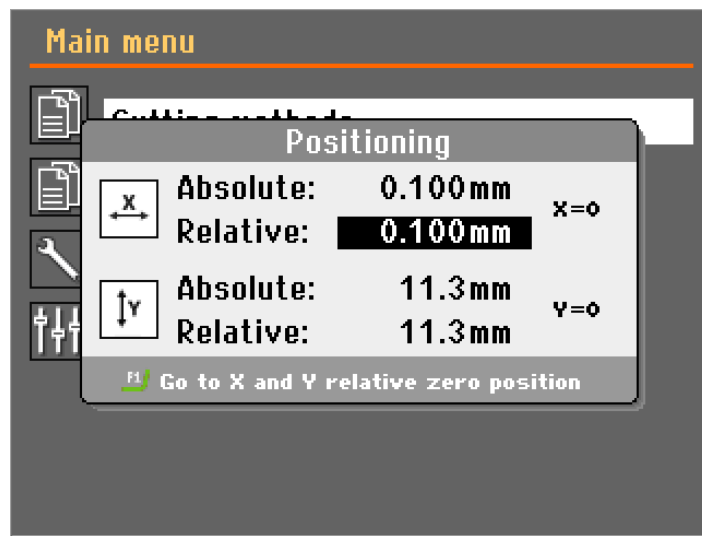 Main menu
Positioning
X
Absolute: 0.100mm
Relative: 0.100mm
X=0
Y
Absolute: 11.3mm
Relative: 11.3mm
Y=0
F1 Go to X and Y relative zero position